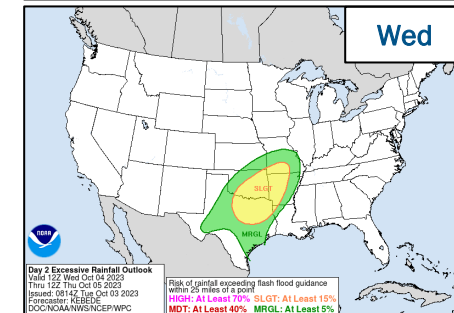 Wed
SLGT
MRGL
NOAA
Day 2 Excessive Rainfall Outlook
Valid 12Z Wed Oct 04 2023
Thru 12Z Thu Oct 05 2023
Issued: 0814Z Tue Oct 03 2023
Forecaster: KEBEDE
DOC/NOAA/NWS/NCEP/WPC
Risk of rainfall exceeding flash flood guidance
within 25 miles of a point
HIGH: At Least 70% SLGT: At Least 15%
MDT: At Least 40% MRGL: At Least 5%